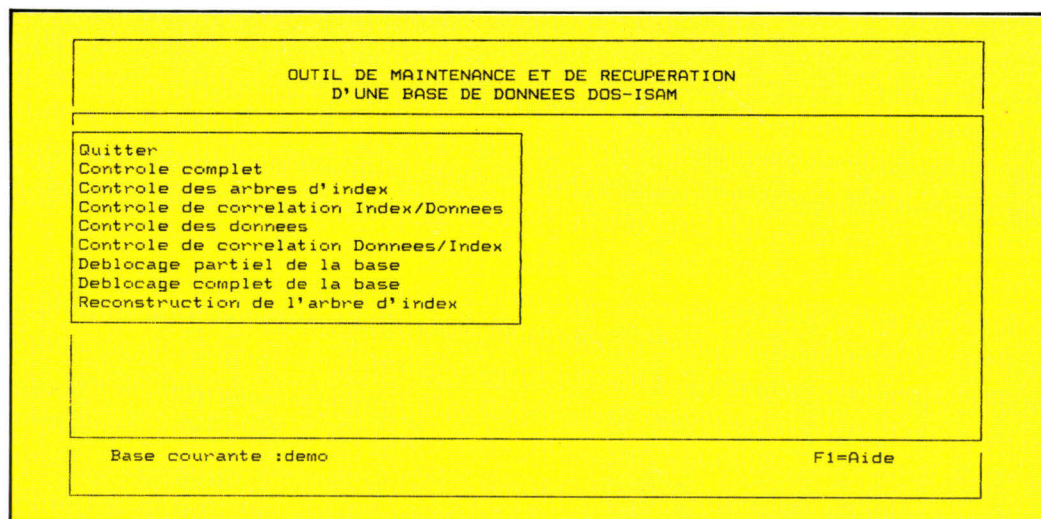 OUTIL DE MAINTENANCE ET DE RECUPERATION
D'UNE BASE DE DONNEES DOS-ISAM
Quitter
Controle complet
Controle des arbres d'index
Controle de correlation Index/Donnees
Controle des donnees
Controle de correlation Donnees/Index
Deblocage partiel de la base
Deblocage complet de la base
Reconstruction de l'arbre d'index
Base courante :demo
F1=Aide